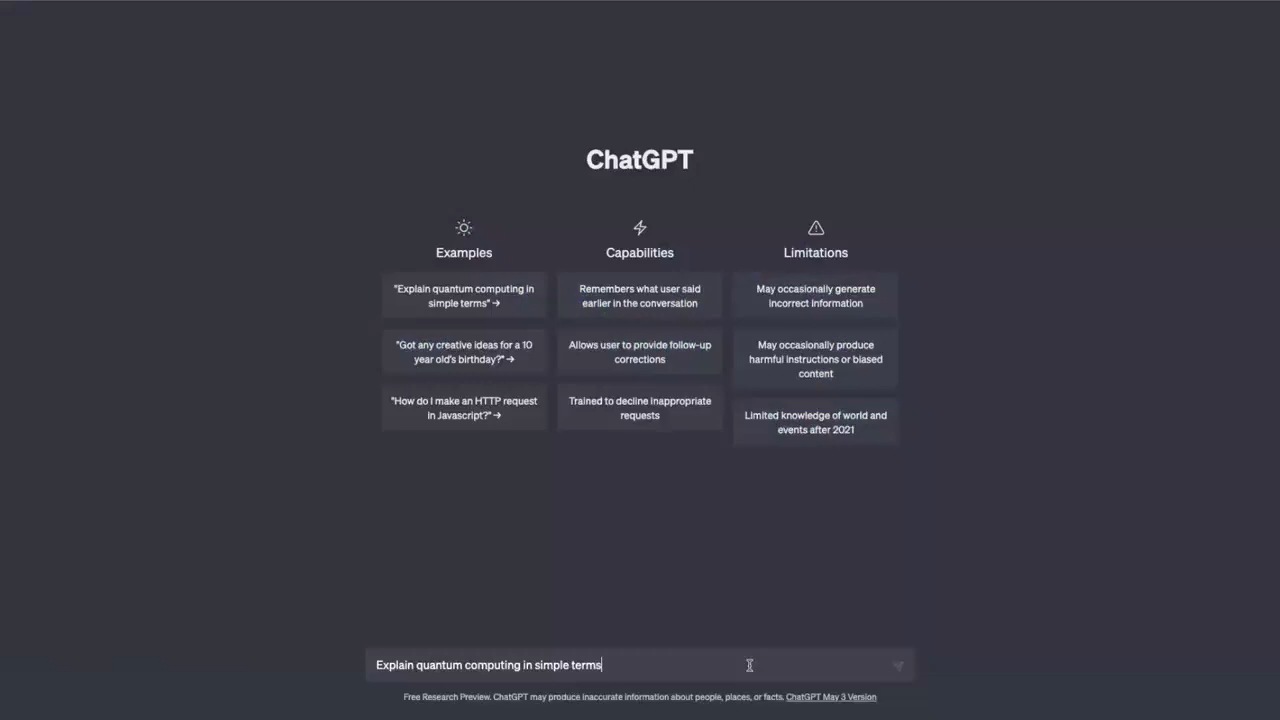 ChatGPT
Examples
"Explain quantum computing in
simple terms" →
"Got any creative ideas for a 10
year old's birthday?" →
"How do I make an HTTP request
in Javascript?" →
Capabilities
Remembers what user said
earlier in the conversation
Allows user to provide follow-up
corrections
Trained to decline inappropriate
requests
Limitations
May occasionally generate
incorrect information
May occasionally produce
harmful instructions or biased
content
Limited knowledge of world and
events after 2021
Explain quantum computing in simple terms
Free Research Preview. ChatGPT may produce inaccurate information about people, places, or facts. ChatGPT May 3 Version